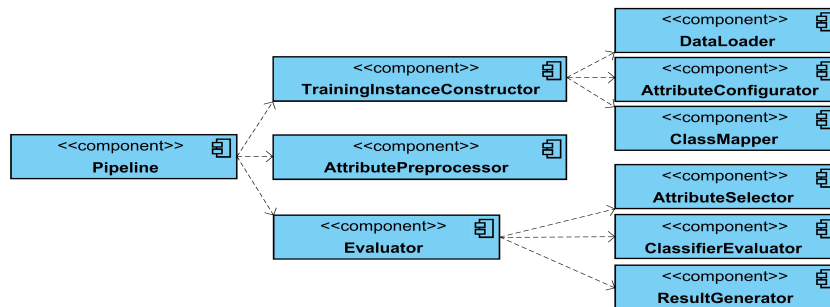 <<component>>
DataLoader
<<component>>
TrainingInstanceConstructor
<<component>>
AttributeConfigurator
<<component>>
ClassMapper
<<component>>
Pipeline
<<component>>
AttributePreprocessor
<<component>>
AttributeSelector
<<component>>
Evaluator
<<component>>
ClassifierEvaluator
<<component>>
ResultGenerator